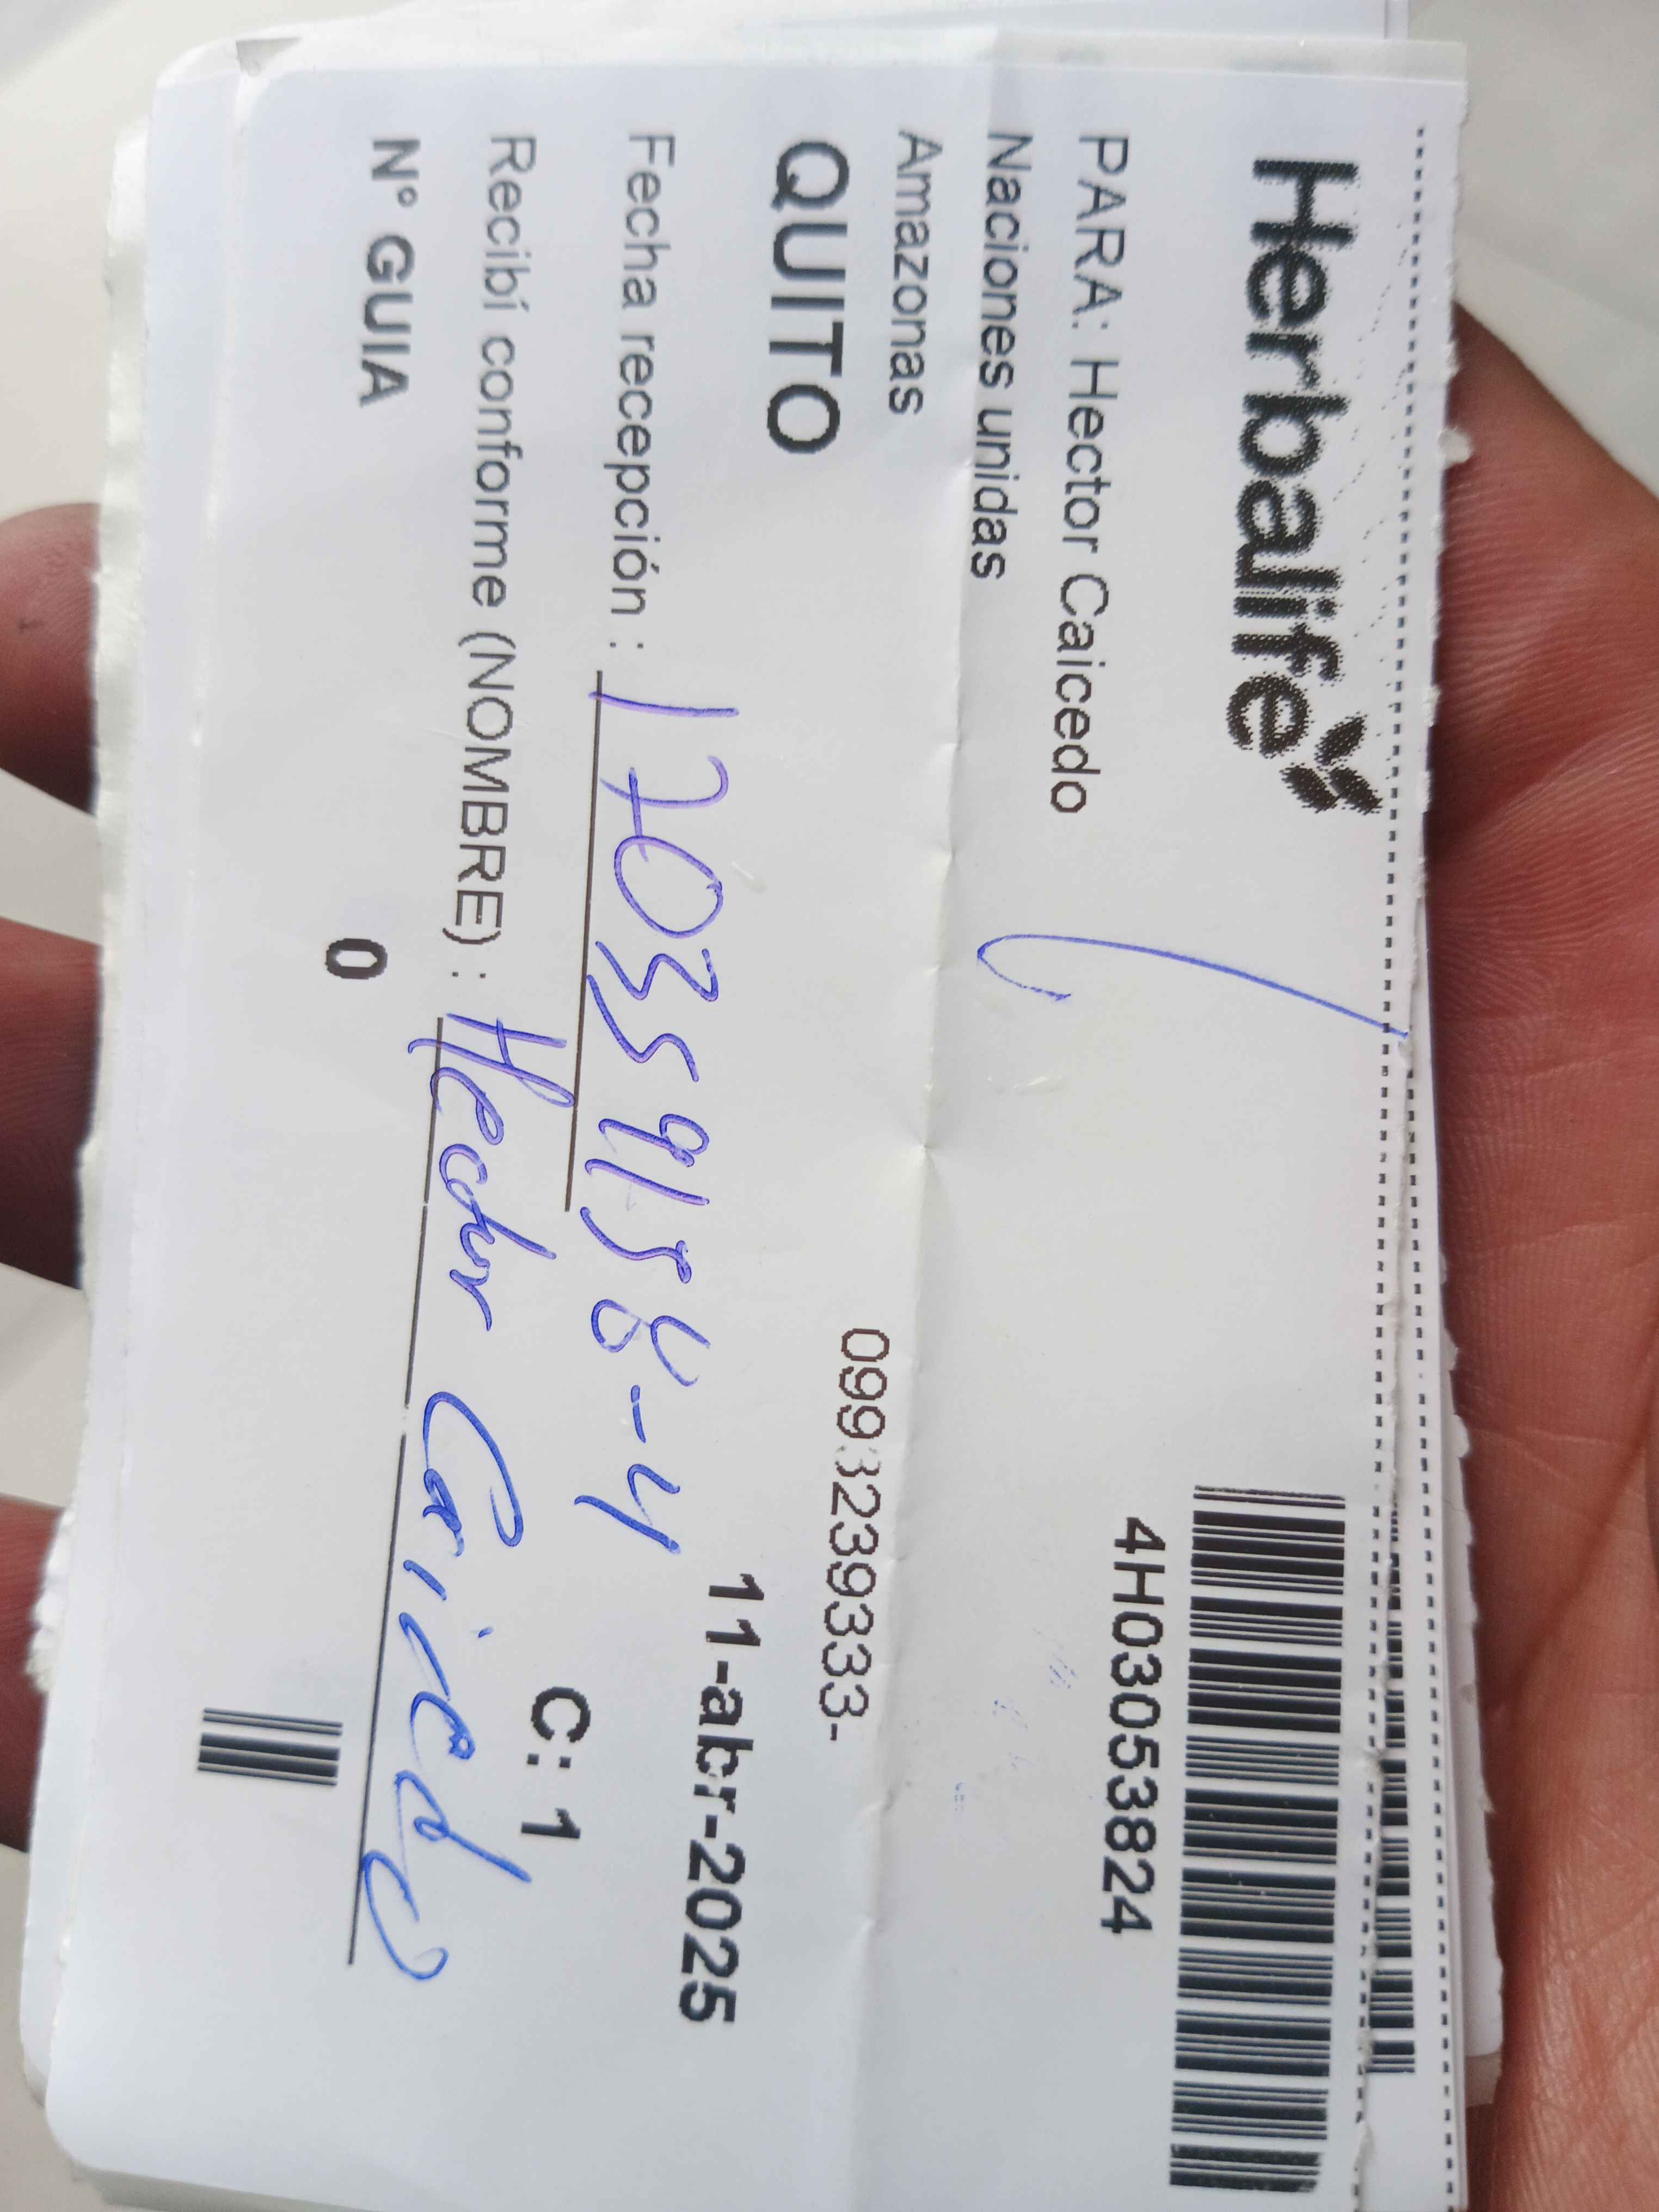 Herbalife
4H03053824
PARA: Hector Caicedo
Naciones unidas
Amazonas
0993239333-
QUITO
11-abr-2025
Fecha recepción : 170359158-4
C: 1
Recibí conforme (NOMBRE) : Hector Caicedo
N° GUIA 0